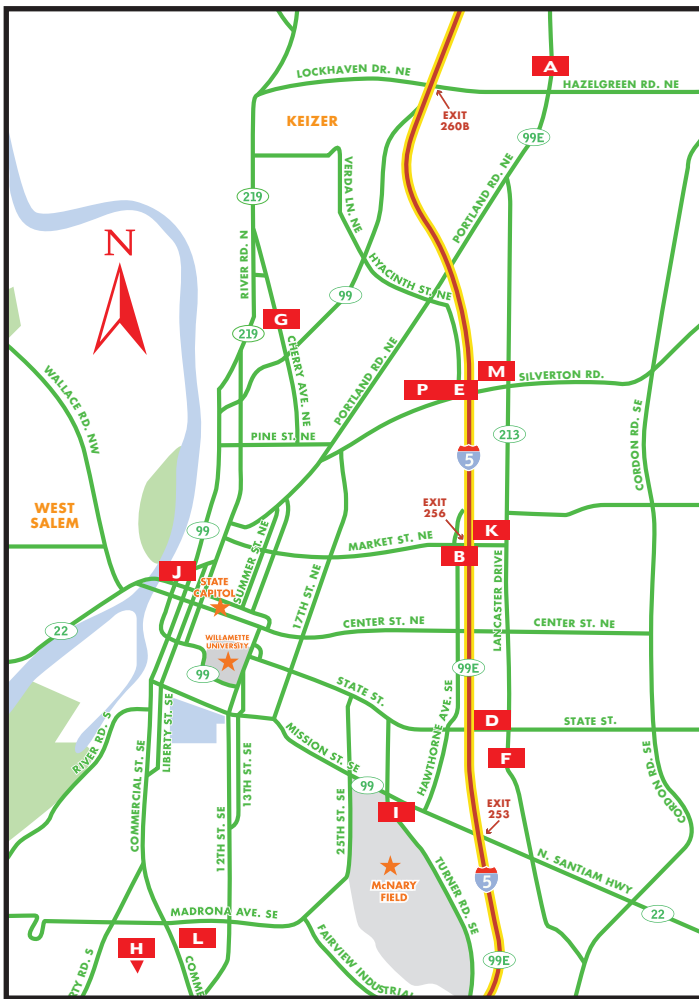 LOCKHAVEN DR. NE
A
HAZELGREEN RD. NE
EXIT
260B
KEIZER
99E
VERDA LN. NE
PORTLAND RD. NE
219
RIVER RD. N
N
HYACINTH ST. NE
99
G
219
CHERRY AVE. NE
PORTLAND RD. NE
WALLACE RD. NW
M
P E
SILVERTON RD.
CORDON RD. SE
PINE ST. NE
213
5
WEST
SALEM
EXIT
256
99
SUMMER ST. NE
MARKET ST. NE
K
B
J
STATE
CAPITOL
17TH ST. NE
LANCASTER DRIVE
22
CENTER ST. NE
CENTER ST. NE
WILLAMETTE
UNIVERSITY
99
99E
STATE ST.
HAWTHORNE AVE. SE
D
STATE ST.
RIVER RD. S
LIBERTY ST. SE
COMMERCIAL ST. SE
13TH ST. SE
MISSION ST. SE
F
CORDON RD. SE
99
I
EXIT
253
12TH ST. SE
25TH ST. SE
N. SANTIAM HWY
McNARY
FIELD
5
TURNER RD. SE
22
MADRONA AVE. SE
H
L
FAIRVIEW INDUSTRIAL
99E
RTY RD. S
COMME